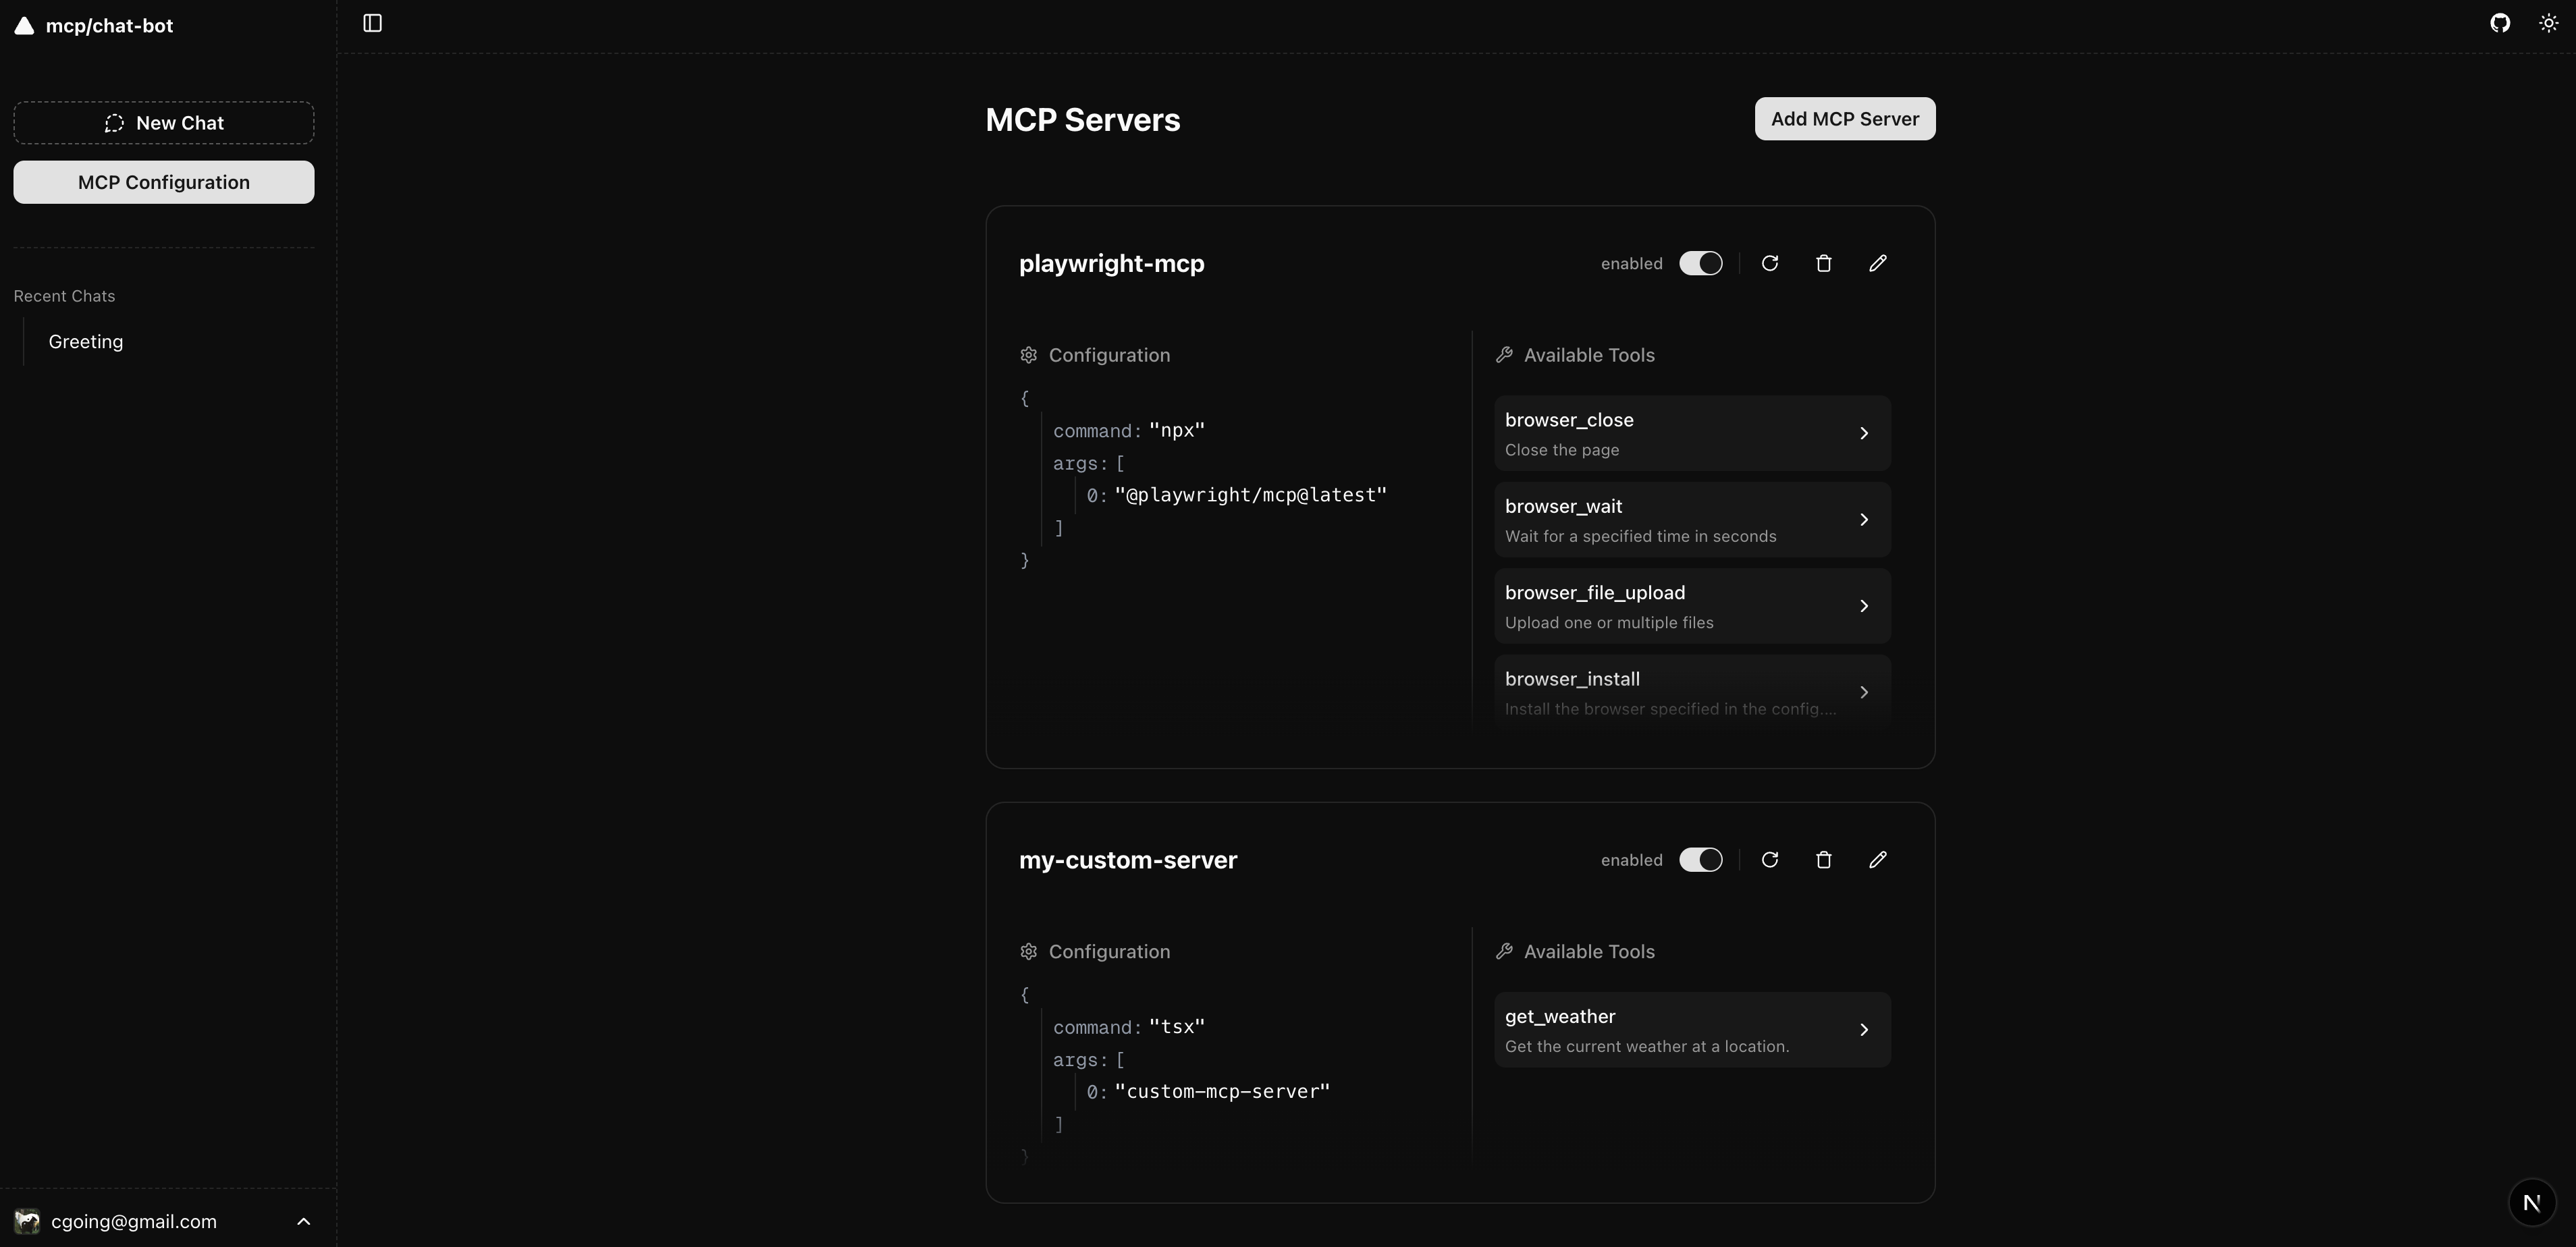 mcp/chat-bot
New Chat
MCP Configuration
Recent Chats
Greeting
cgoing@gmail.com
MCP Servers
Add MCP Server
playwright-mcp
enabled
Configuration
{
command: "npx"
args: [
0: "@playwright/mcp@latest"
]
}
Available Tools
browser_close
Close the page
browser_wait
Wait for a specified time in seconds
browser_file_upload
Upload one or multiple files
browser_install
Install the browser specified in the config....
my-custom-server
enabled
Configuration
{
command: "tsx"
args: [
0: "custom-mcp-server"
]
}
Available Tools
get_weather
Get the current weather at a location.
N